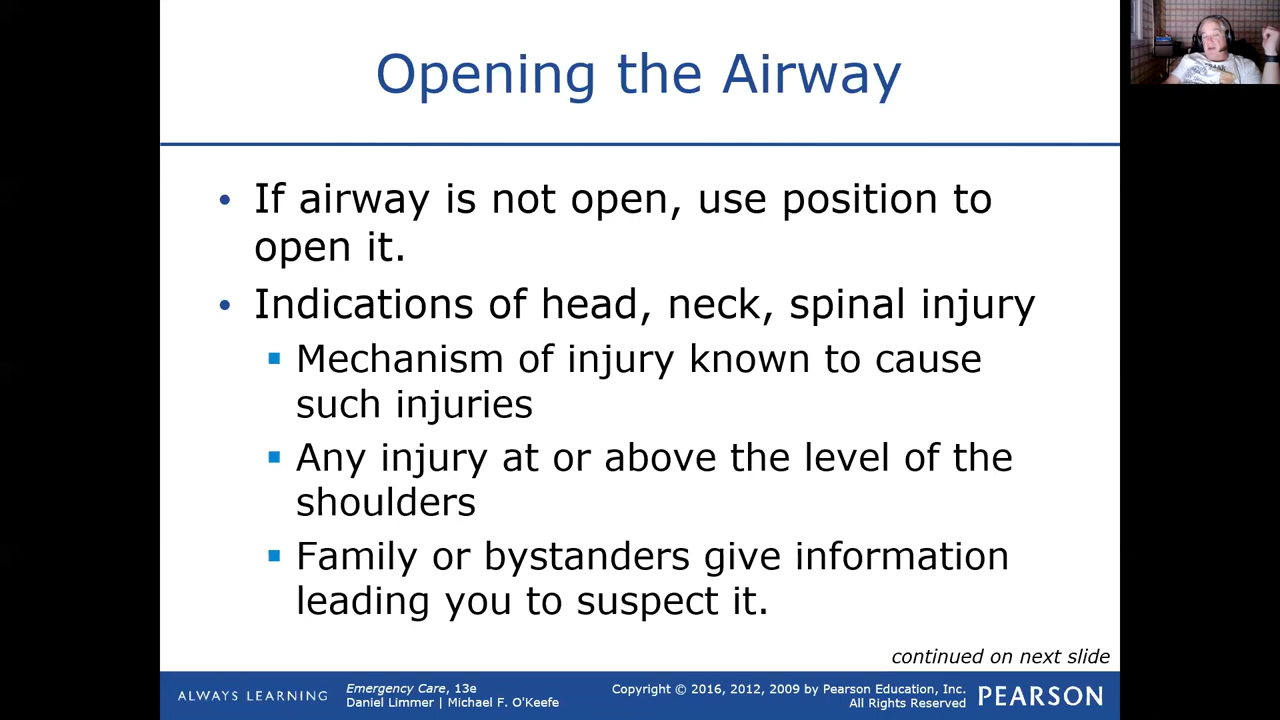 Opening the Airway
• If airway is not open, use position to
open it.
• Indications of head, neck, spinal injury
▪ Mechanism of injury known to cause
such injuries
▪ Any injury at or above the level of the
shoulders
▪ Family or bystanders give information
leading you to suspect it.
continued on next slide
ALWAYS LEARNING
Emergency Care, 13e
Daniel Limmer | Michael F. O'Keefe
Copyright © 2016, 2012, 2009 by Pearson Education, Inc.
All Rights Reserved
PEARSON